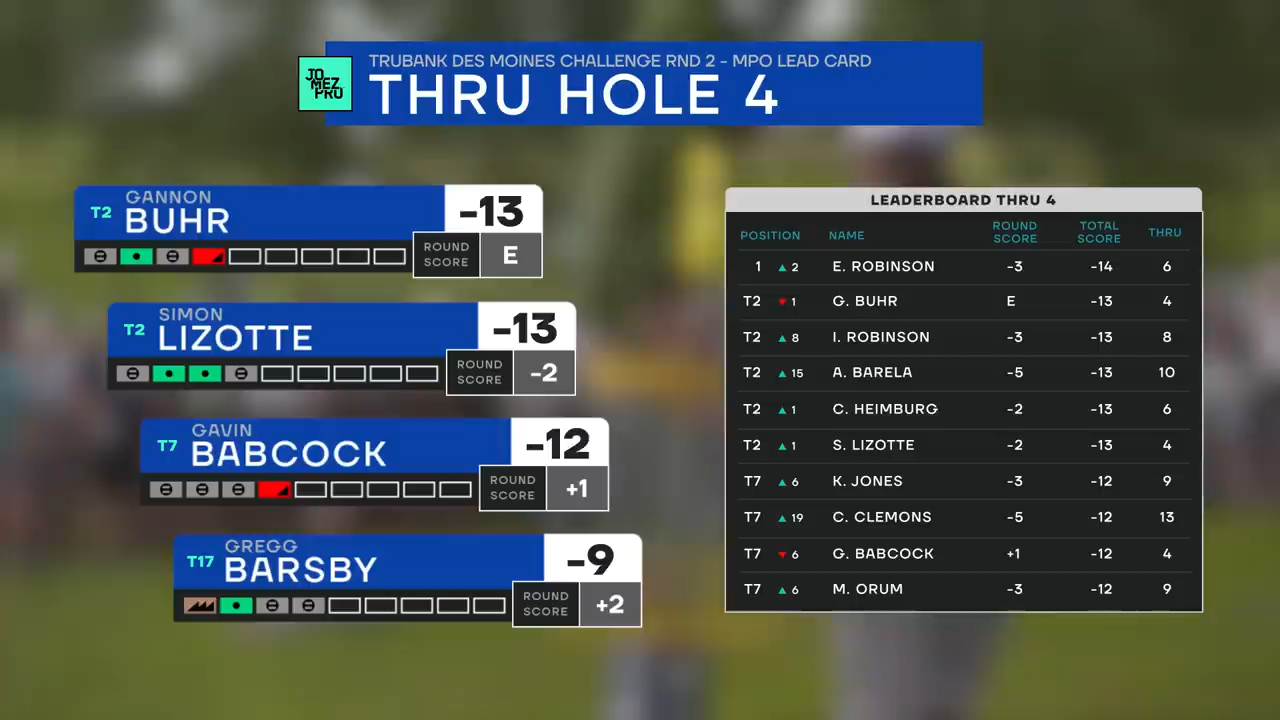 JO
MEZ
PRO
TRUBANK DES MOINES CHALLENGE RND 2 - MPO LEAD CARD
THRU HOLE 4
T2 GANNON
BUHR
-13
ROUND
SCORE
E
T2 SIMON
LIZOTTE
-13
ROUND
SCORE
-2
T7 GAVIN
BABCOCK
-12
ROUND
SCORE
+1
T17 GREGG
BARSBY
-9
ROUND
SCORE
+2
LEADERBOARD THRU 4
POSITION NAME ROUND SCORE TOTAL SCORE THRU
1 ▲ 2 E. ROBINSON -3 -14 6
T2 ▼ 1 G. BUHR E -13 4
T2 ▲ 8 I. ROBINSON -3 -13 8
T2 ▲ 15 A. BARELA -5 -13 10
T2 ▲ 1 C. HEIMBURG -2 -13 6
T2 ▲ 1 S. LIZOTTE -2 -13 4
T7 ▲ 6 K. JONES -3 -12 9
T7 ▲ 19 C. CLEMONS -5 -12 13
T7 ▼ 6 G. BABCOCK +1 -12 4
T7 ▲ 6 M. ORUM -3 -12 9